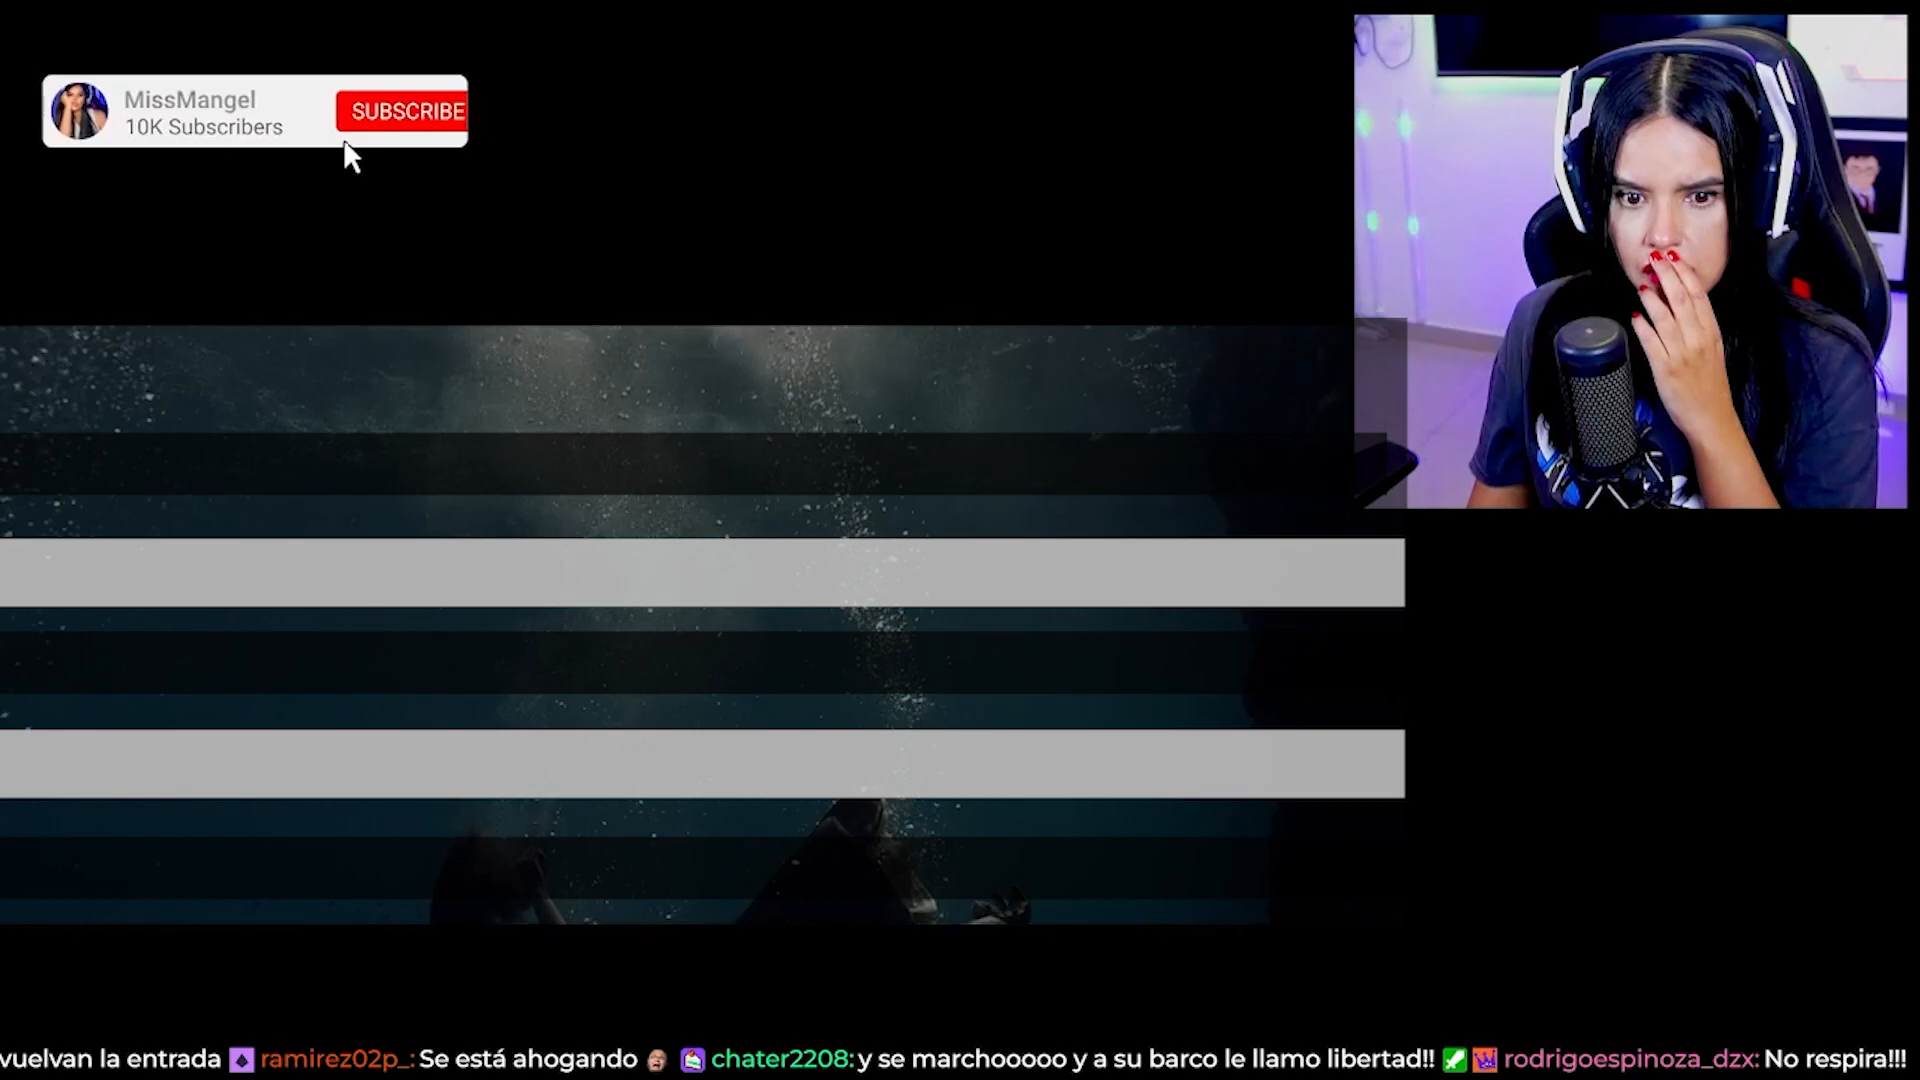 MissMangel
10K Subscribers
SUBSCRIBE
vuelvan la entrada ramirez02p_: Se está ahogando chater2208: y se marchooooo y a su barco le llamo libertad!! rodrigoespinoza_dzx: No respira!!!